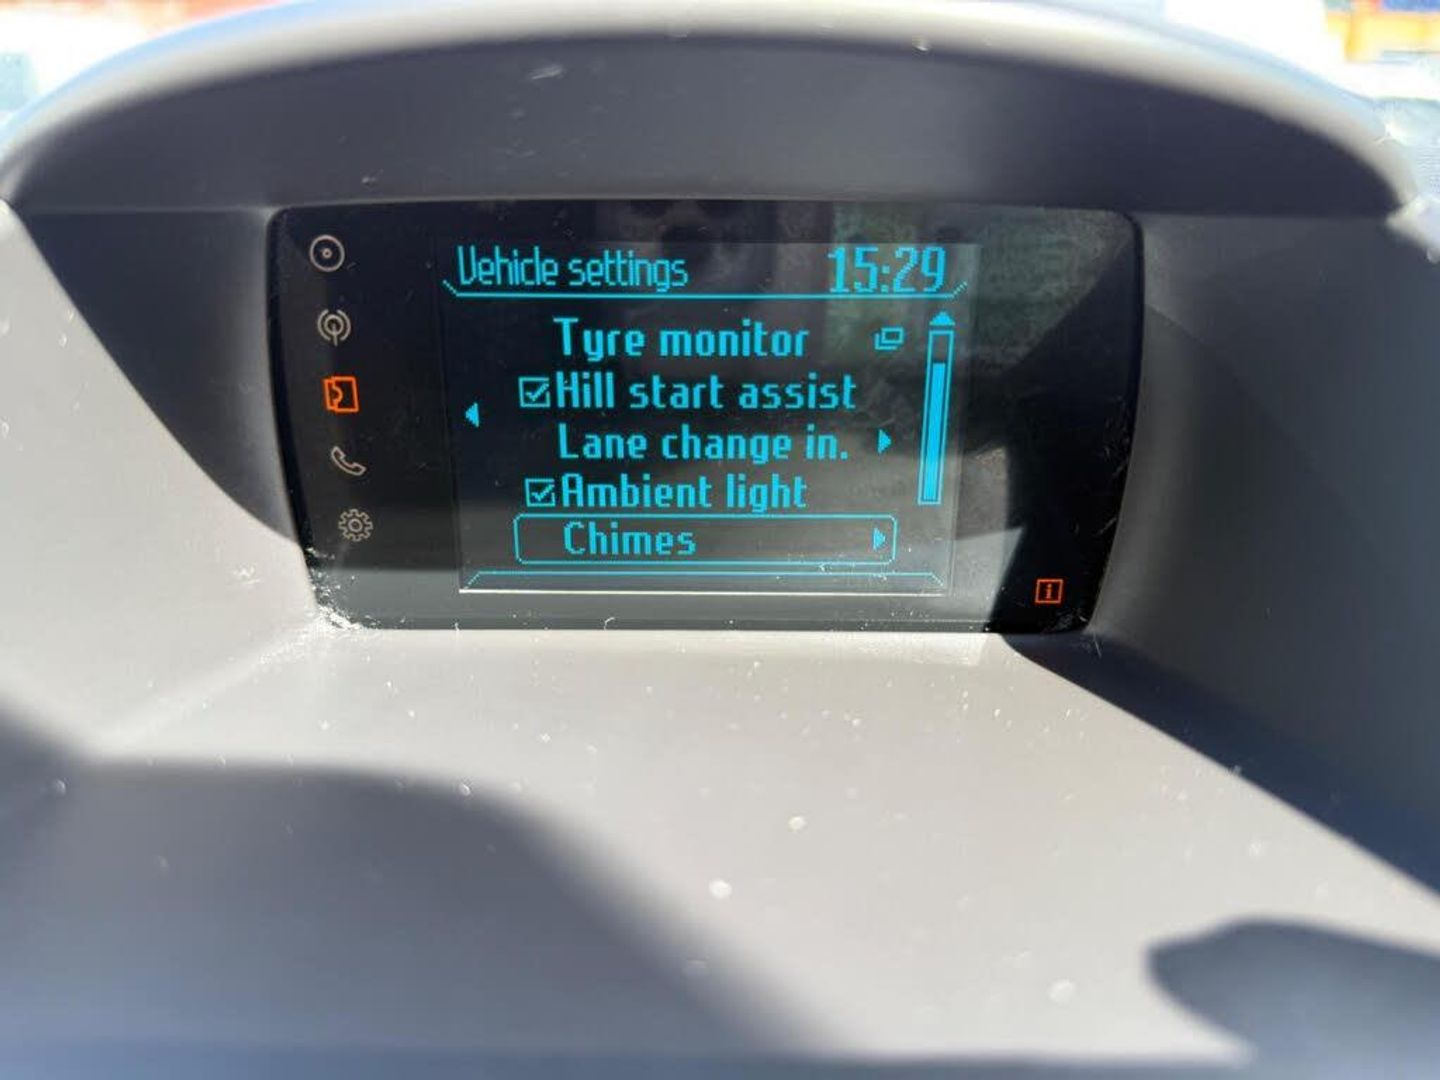 Vehicle settings 15:29
Tyre monitor
Hill start assist
Lane change in.
Ambient light
Chimes
i